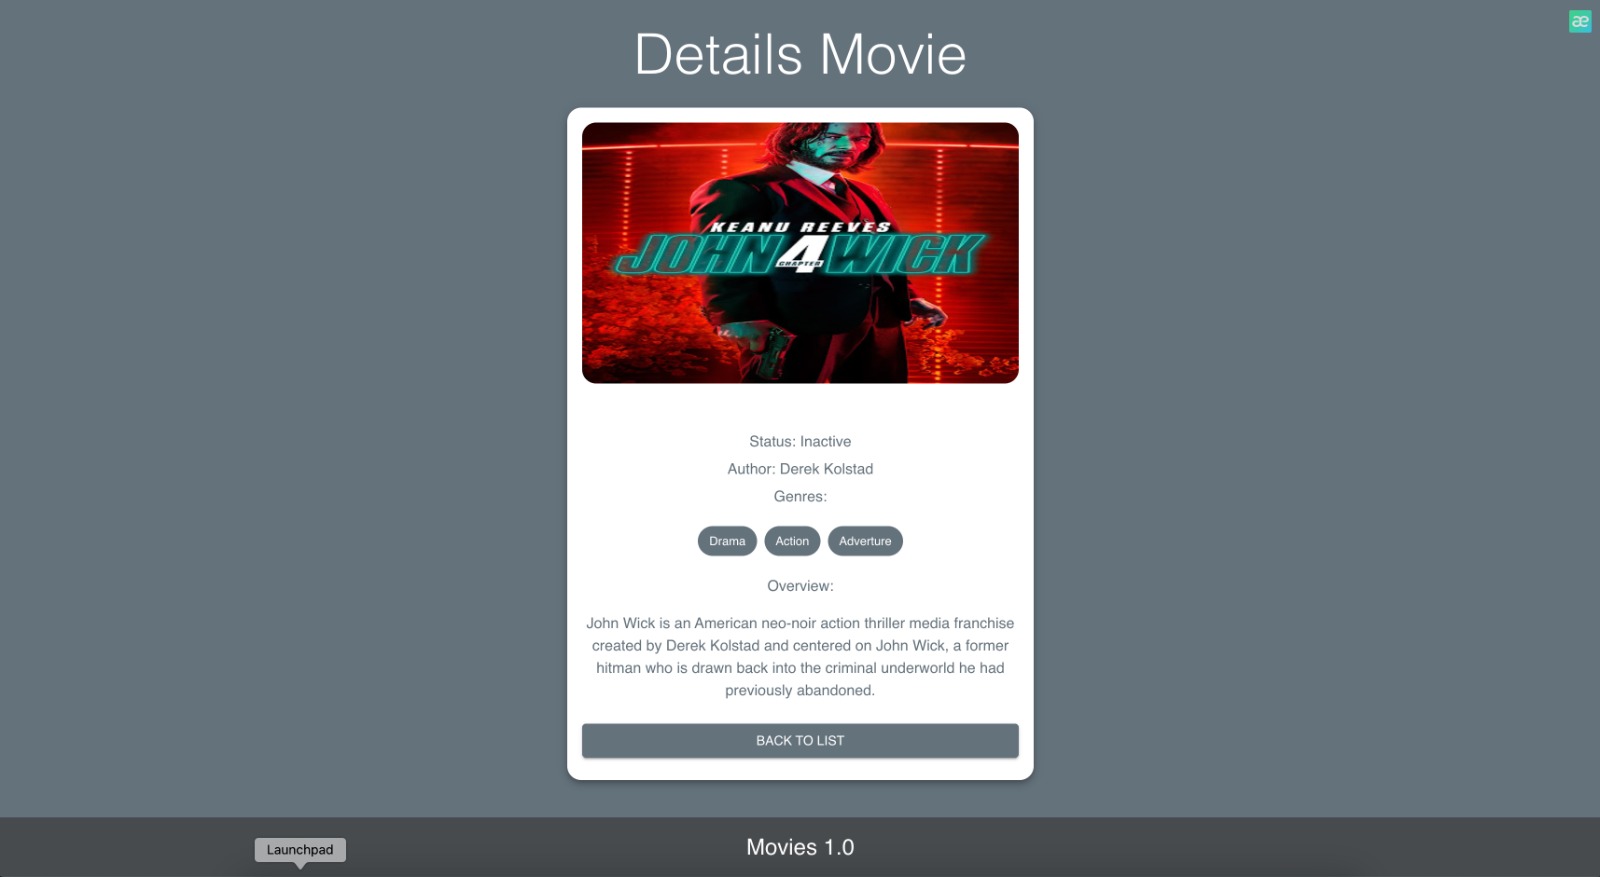 æ
Details Movie
KEANU REEVES
JOHN 4 WICK
CHAPTER
Status: Inactive
Author: Derek Kolstad
Genres:
Drama Action Adverture
Overview:
John Wick is an American neo-noir action thriller media franchise
created by Derek Kolstad and centered on John Wick, a former
hitman who is drawn back into the criminal underworld he had
previously abandoned.
BACK TO LIST
Movies 1.0
Launchpad